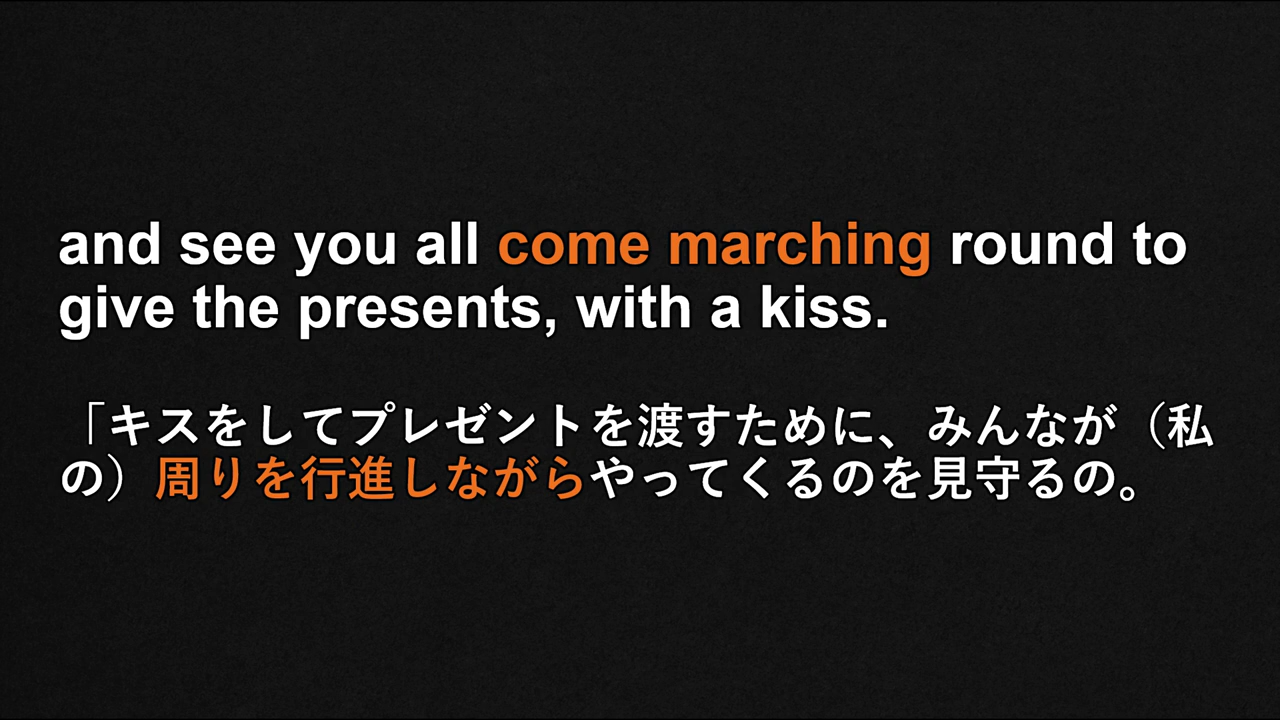 and see you all come marching round to
give the presents, with a kiss.
「キスをしてプレゼントを渡すために、みんなが（私
の）周りを行進しながらやってくるのを見守るの。